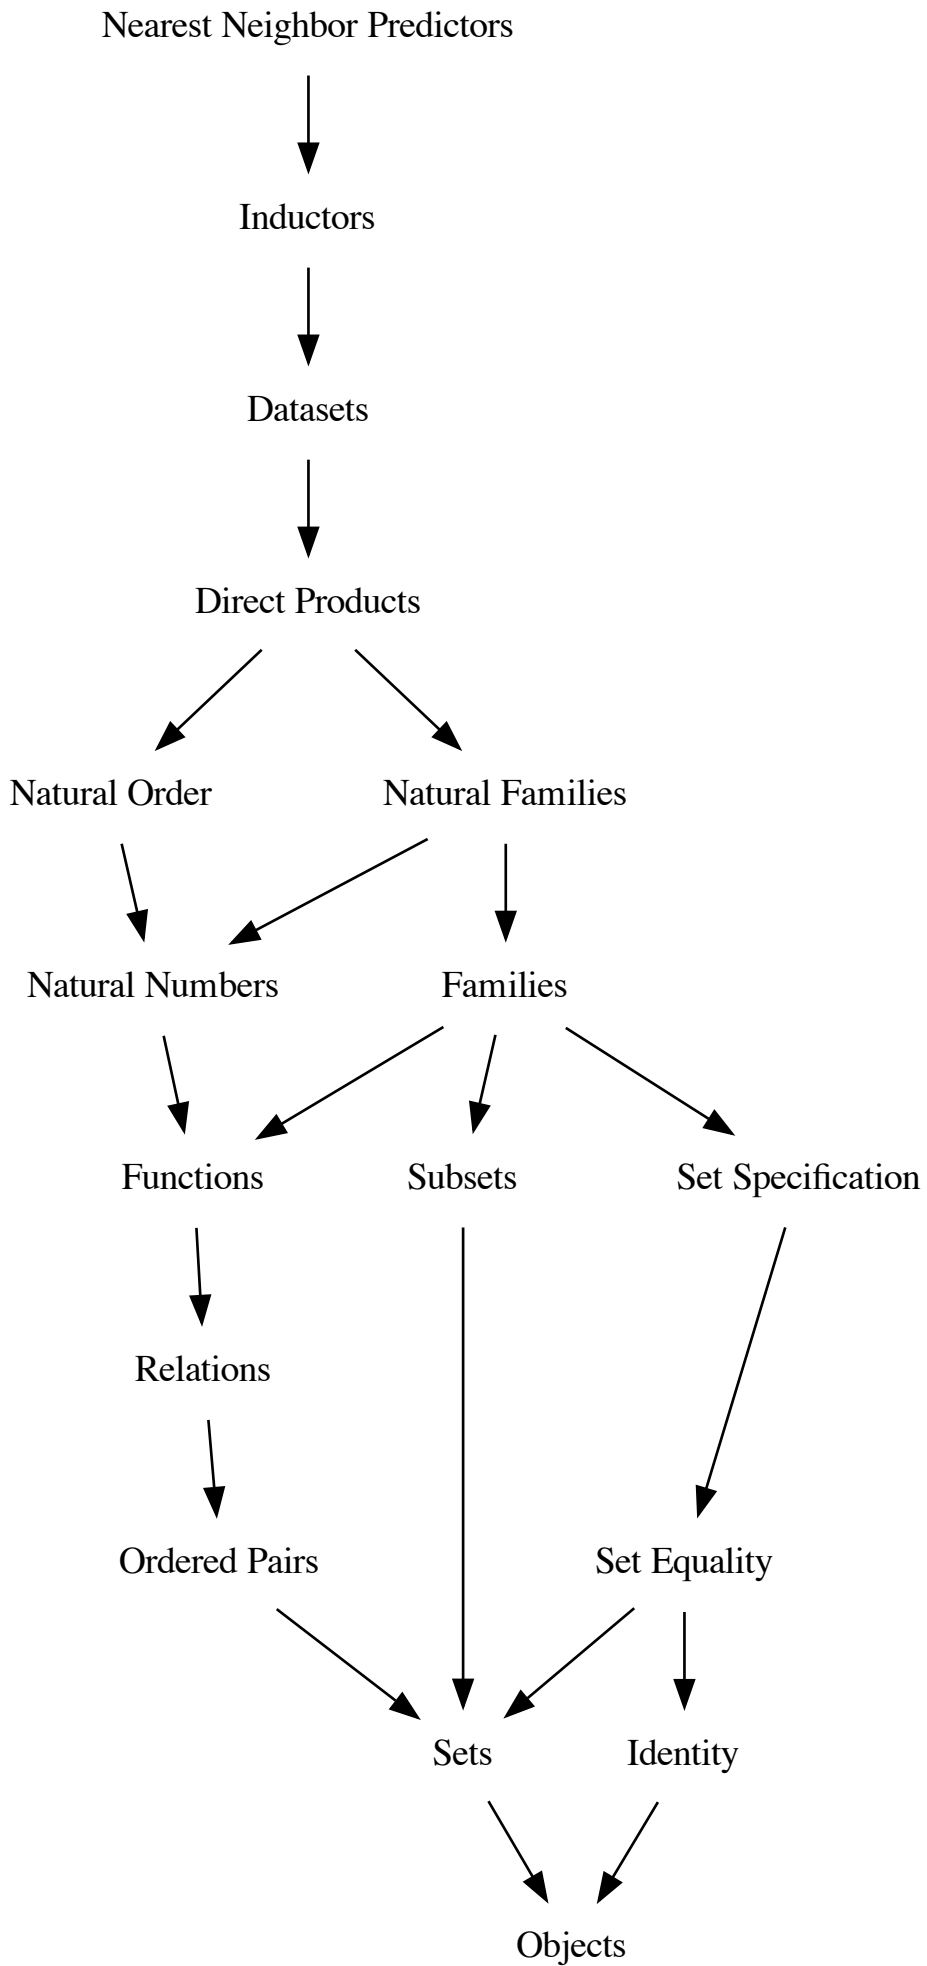 Nearest Neighbor Predictors
Inductors
Datasets
Direct Products
Natural Order
Natural Families
Natural Numbers
Families
Functions
Subsets
Set Specification
Relations
Ordered Pairs
Set Equality
Sets
Identity
Objects